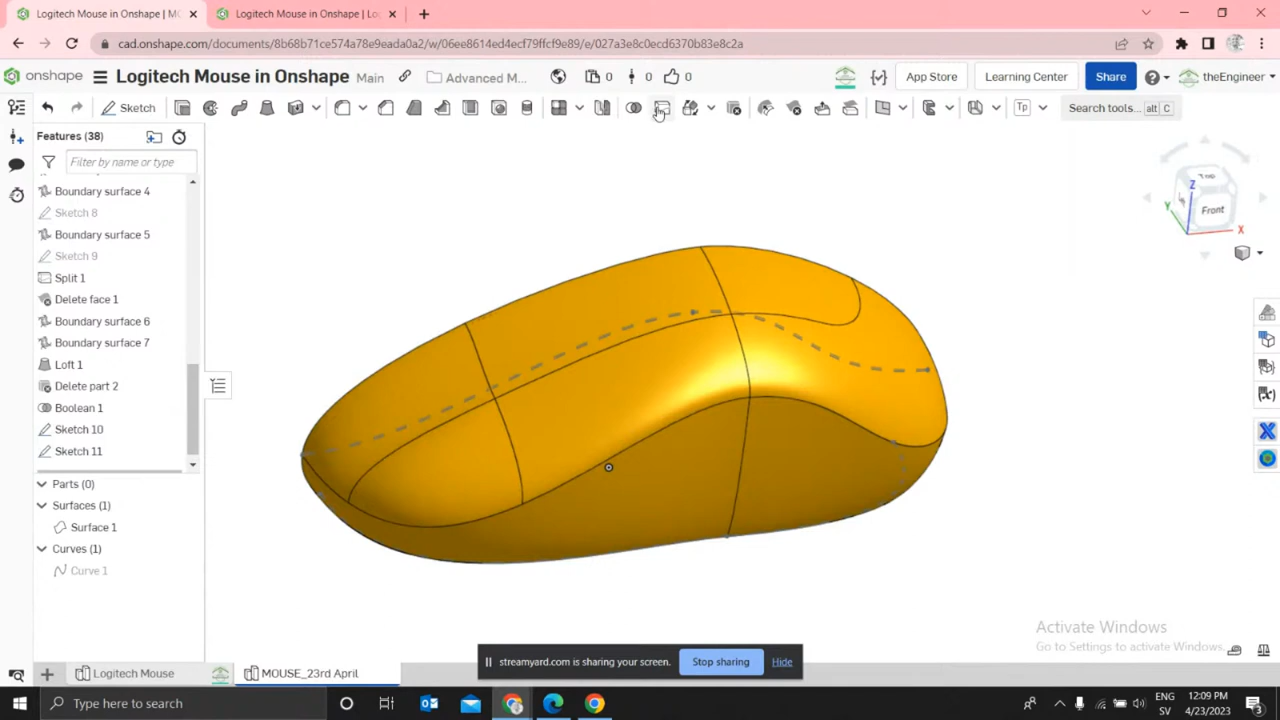 Logitech Mouse in Onshape | MO
Logitech Mouse in Onshape | Log
cad.onshape.com/documents/8b68b71ce574a78e9eada0a2/w/06ee8614ed4ecf79ffcf9e89/e/027a3e8c0ecd6370b83e8c2a
onshape
Logitech Mouse in Onshape
Main
Advanced M...
0
0
0
App Store
Learning Center
Share
theEngineer
Sketch
Tp
Search tools...
alt
C
Features (38)
Filter by name or type
Boundary surface 4
Sketch 8
Boundary surface 5
Sketch 9
Split 1
Delete face 1
Boundary surface 6
Boundary surface 7
Loft 1
Delete part 2
Boolean 1
Sketch 10
Sketch 11
Parts (0)
Surfaces (1)
Surface 1
Curves (1)
Curve 1
Top
Z
Front
Y
X
Activate Windows
Go to Settings to activate Windows.
streamyard.com is sharing your screen.
Stop sharing
Hide
Logitech Mouse
MOUSE_23rd April
Type here to search
ENG
SV
12:09 PM
4/23/2023
3